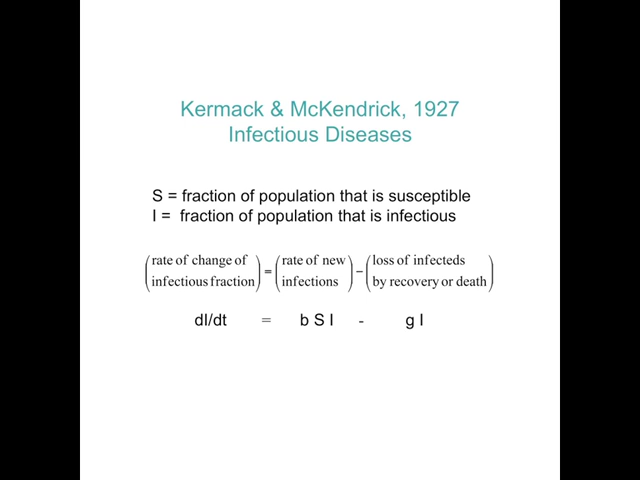 Kermack & McKendrick, 1927
Infectious Diseases
S = fraction of population that is susceptible
I = fraction of population that is infectious
(rate of change of infectious fraction) = (rate of new infections) − (loss of infecteds by recovery or death)
dI/dt = b S I - g I